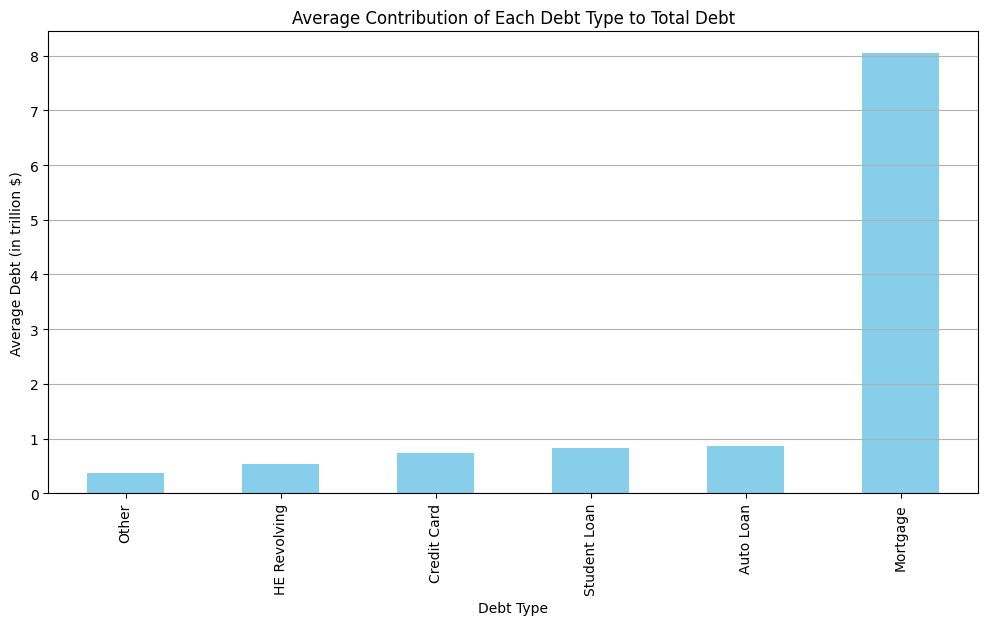 Average Contribution of Each Debt Type to Total Debt
Average Debt (in trillion $)
8
7
6
5
4
3
2
1
0
Other
HE Revolving
Credit Card
Student Loan
Auto Loan
Mortgage
Debt Type